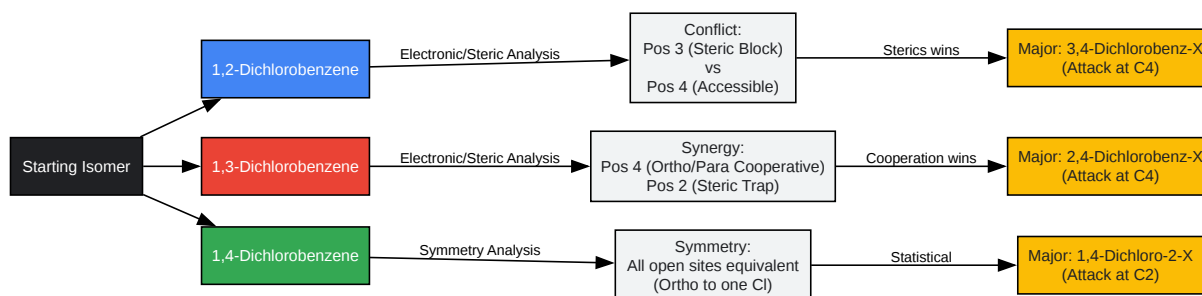 Starting Isomer
1,2-Dichlorobenzene
Electronic/Steric Analysis
Conflict:
Pos 3 (Steric Block)
vs
Pos 4 (Accessible)
Sterics wins
Major: 3,4-Dichlorobenz-X
(Attack at C4)
1,3-Dichlorobenzene
Electronic/Steric Analysis
Synergy:
Pos 4 (Ortho/Para Cooperative)
Pos 2 (Steric Trap)
Cooperation wins
Major: 2,4-Dichlorobenz-X
(Attack at C4)
1,4-Dichlorobenzene
Symmetry Analysis
Symmetry:
All open sites equivalent
(Ortho to one Cl)
Statistical
Major: 1,4-Dichloro-2-X
(Attack at C2)